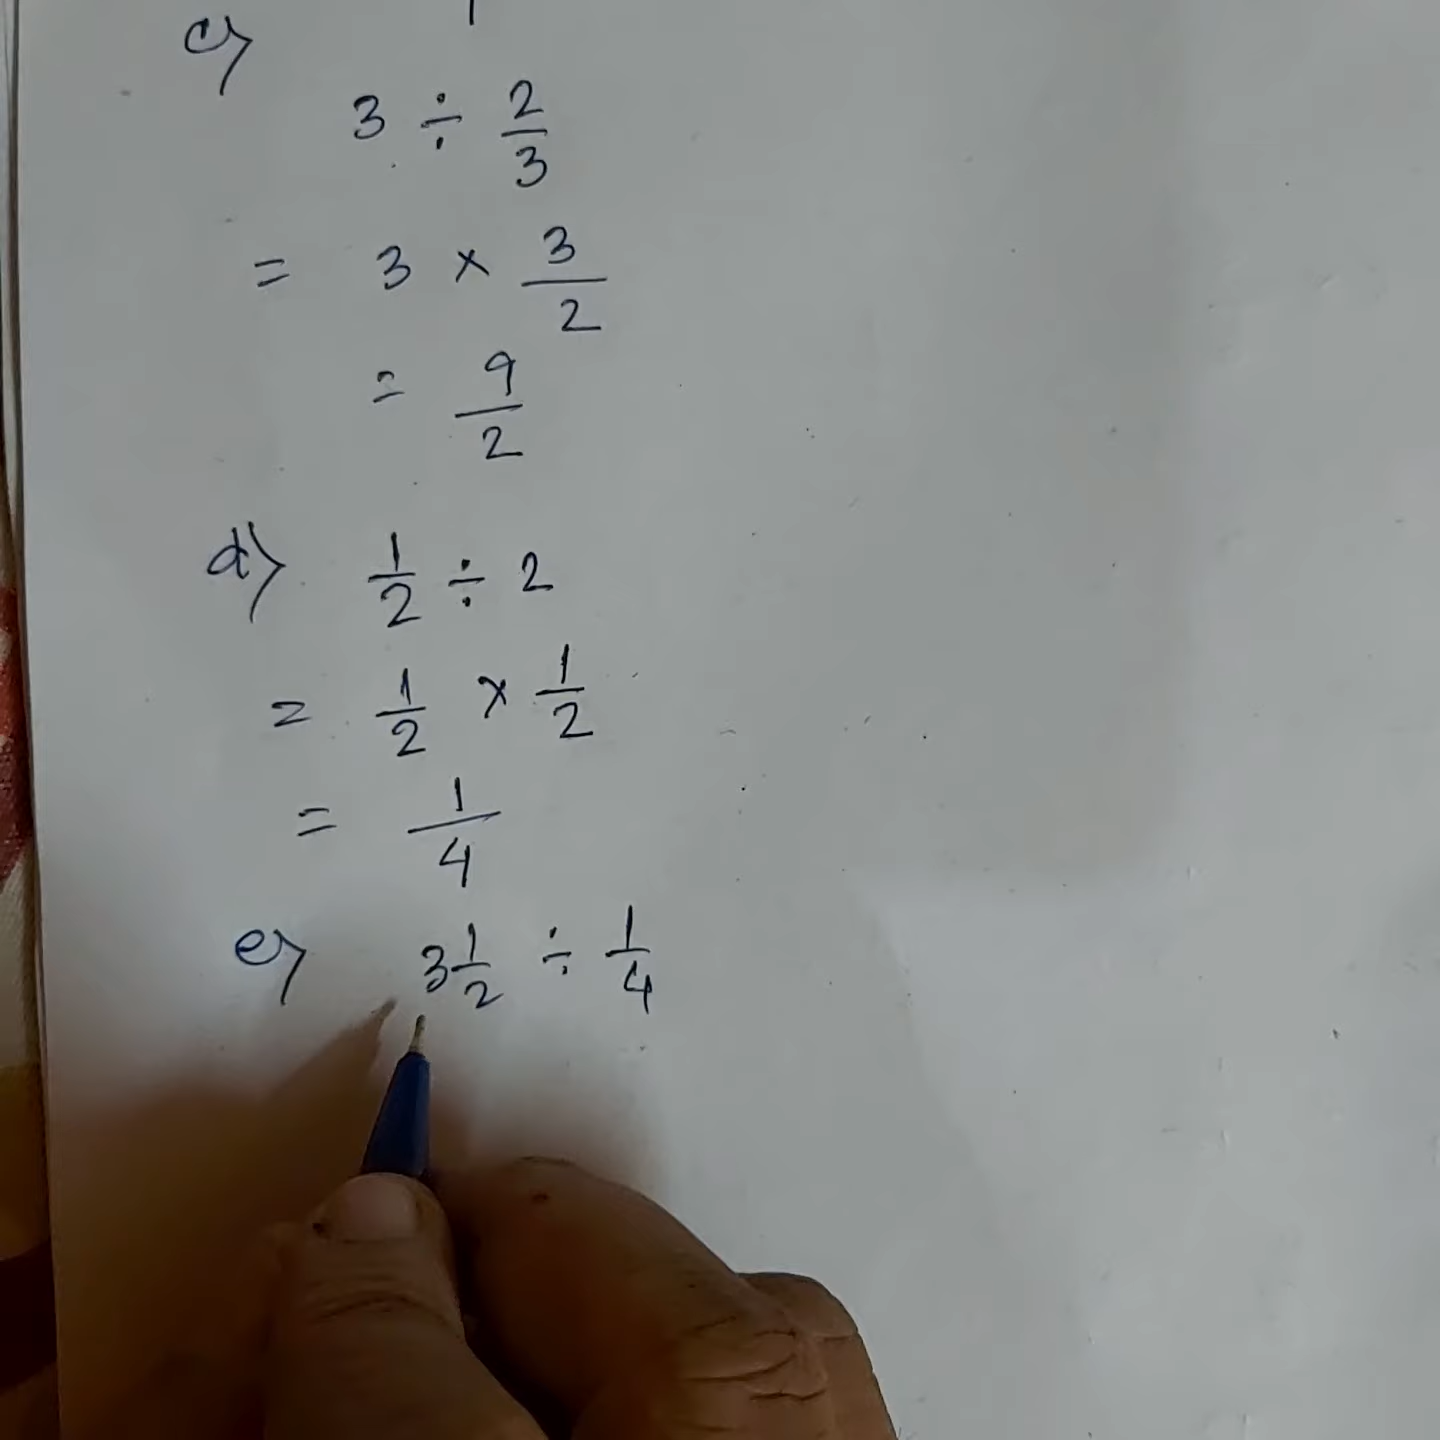 c)
3 ÷ 2/3
= 3 × 3/2
= 9/2
d) 1/2 ÷ 2
= 1/2 × 1/2
= 1/4
e) 3 1/2 ÷ 1/4